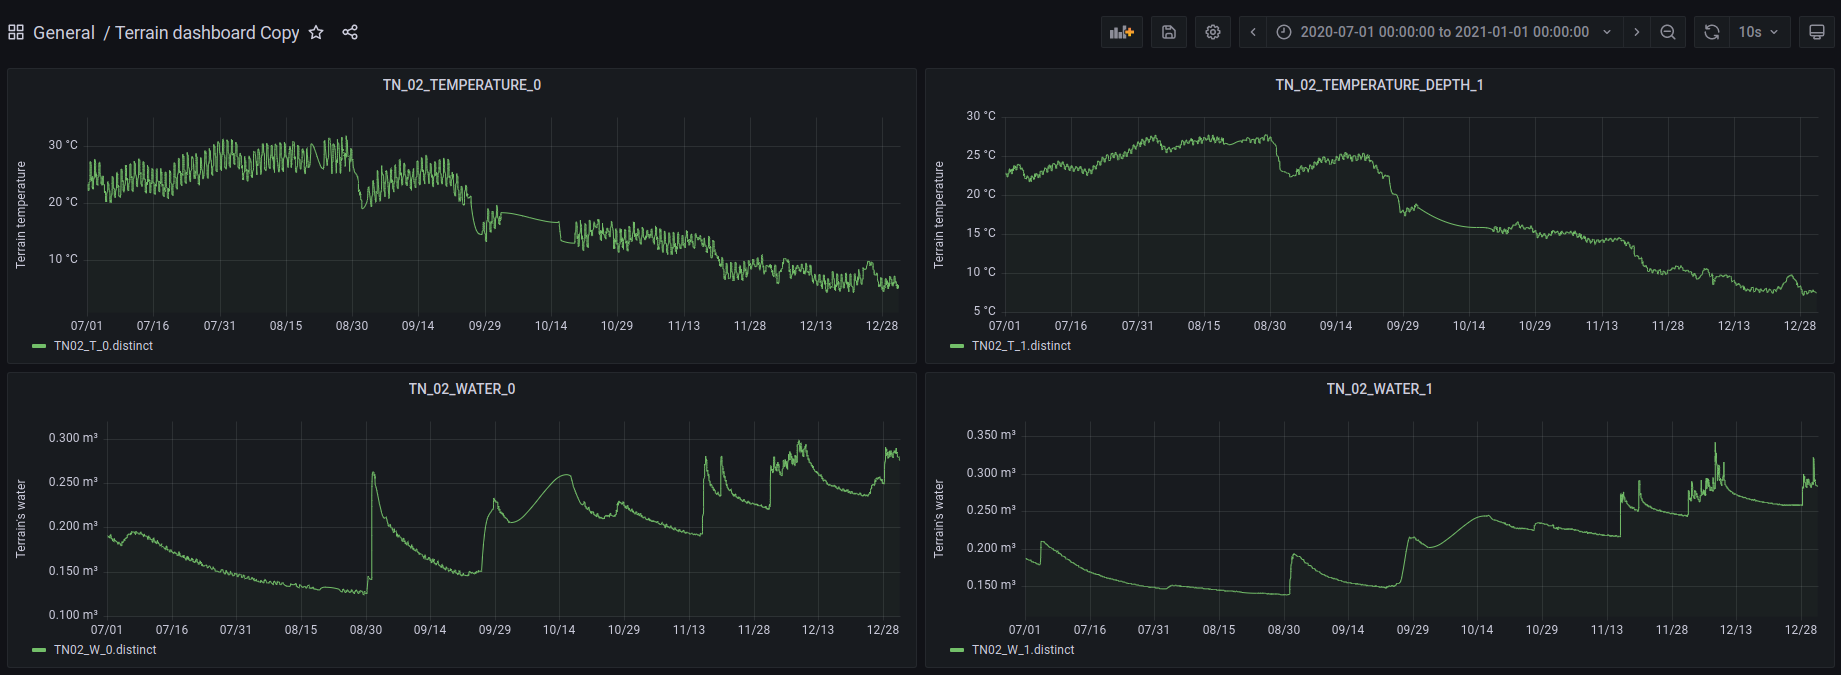 General / Terrain dashboard Copy
2020-07-01 00:00:00 to 2021-01-01 00:00:00
10s
TN_02_TEMPERATURE_0
Terrain temperature
30 °C
20 °C
10 °C
07/01 07/16 07/31 08/15 08/30 09/14 09/29 10/14 10/29 11/13 11/28 12/13 12/28
TN02_T_0.distinct
TN_02_TEMPERATURE_DEPTH_1
Terrain temperature
30 °C
25 °C
20 °C
15 °C
10 °C
5 °C
07/01 07/16 07/31 08/15 08/30 09/14 09/29 10/14 10/29 11/13 11/28 12/13 12/28
TN02_T_1.distinct
TN_02_WATER_0
Terrain's water
0.300 m³
0.250 m³
0.200 m³
0.150 m³
0.100 m³
07/01 07/16 07/31 08/15 08/30 09/14 09/29 10/14 10/29 11/13 11/28 12/13 12/28
TN02_W_0.distinct
TN_02_WATER_1
Terrain's water
0.350 m³
0.300 m³
0.250 m³
0.200 m³
0.150 m³
07/01 07/16 07/31 08/15 08/30 09/14 09/29 10/14 10/29 11/13 11/28 12/13 12/28
TN02_W_1.distinct